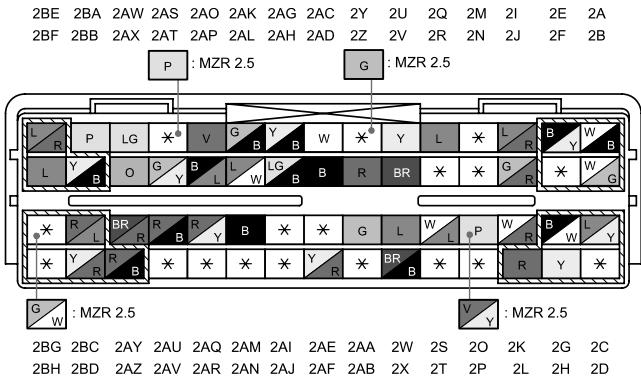 2BE 2BA 2AW 2AS 2AO 2AK 2AG 2AC 2Y 2U 2Q 2M 2I 2E 2A
2BF 2BB 2AX 2AT 2AP 2AL 2AH 2AD 2Z 2V 2R 2N 2J 2F 2B
P : MZR 2.5 G : MZR 2.5
L/R P LG * V G/B Y/B W * Y L * L/R B/Y W/B
L Y/B O G/Y B/L L/W LG/B B R BR * * G/R * W/G
* R/L BR/R R/B R/Y B * * G L W/L P W/R B/W L/Y
* Y/R R/B * * * * Y/R * BR/B * * R Y *
G/W : MZR 2.5 V/Y : MZR 2.5
2BG 2BC 2AY 2AU 2AQ 2AM 2AI 2AE 2AA 2W 2S 2O 2K 2G 2C
2BH 2BD 2AZ 2AV 2AR 2AN 2AJ 2AF 2AB 2X 2T 2P 2L 2H 2D